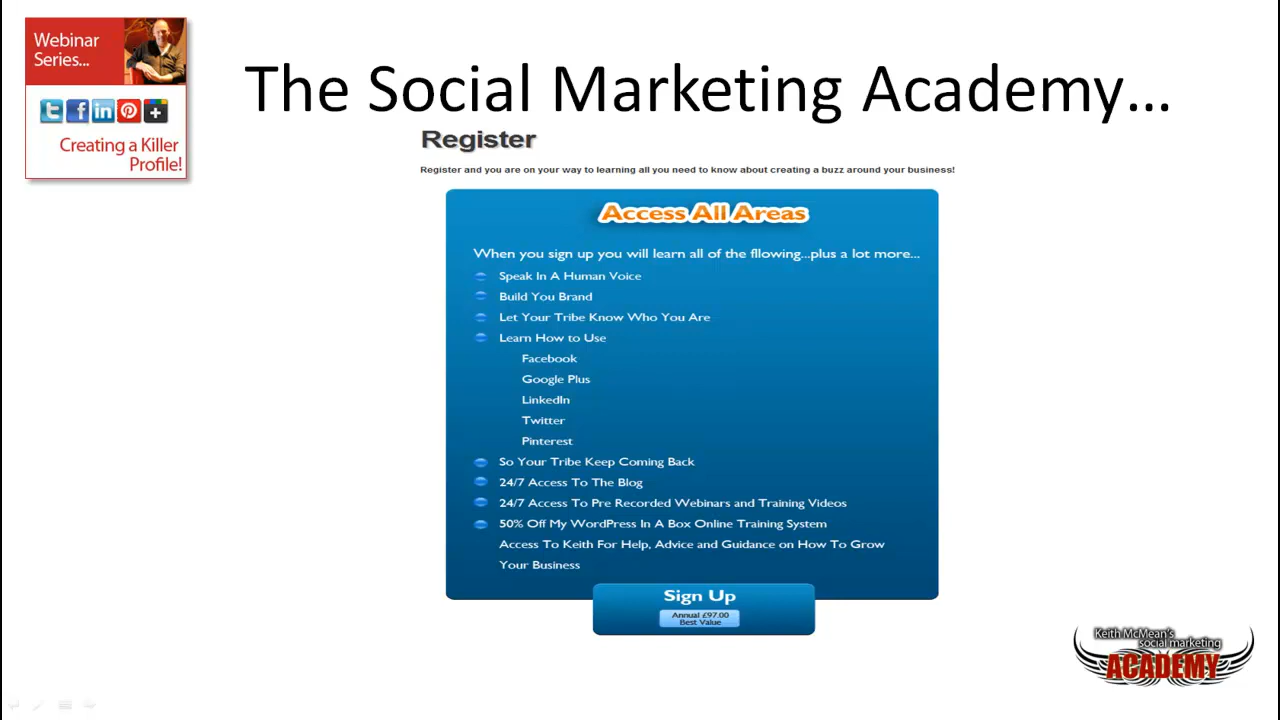 Webinar
Series...
Creating a Killer
Profile!
The Social Marketing Academy...
Register
Register and you are on your way to learning all you need to know about creating a buzz around your business!
Access All Areas
When you sign up you will learn all of the fllowing...plus a lot more...
Speak In A Human Voice
Build You Brand
Let Your Tribe Know Who You Are
Learn How to Use
Facebook
Google Plus
LinkedIn
Twitter
Pinterest
So Your Tribe Keep Coming Back
24/7 Access To The Blog
24/7 Access To Pre Recorded Webinars and Training Videos
50% Off My WordPress In A Box Online Training System
Access To Keith For Help, Advice and Guidance on How To Grow
Your Business
Sign Up
Annual £97.00
Best Value
Keith McMean's
social marketing
ACADEMY